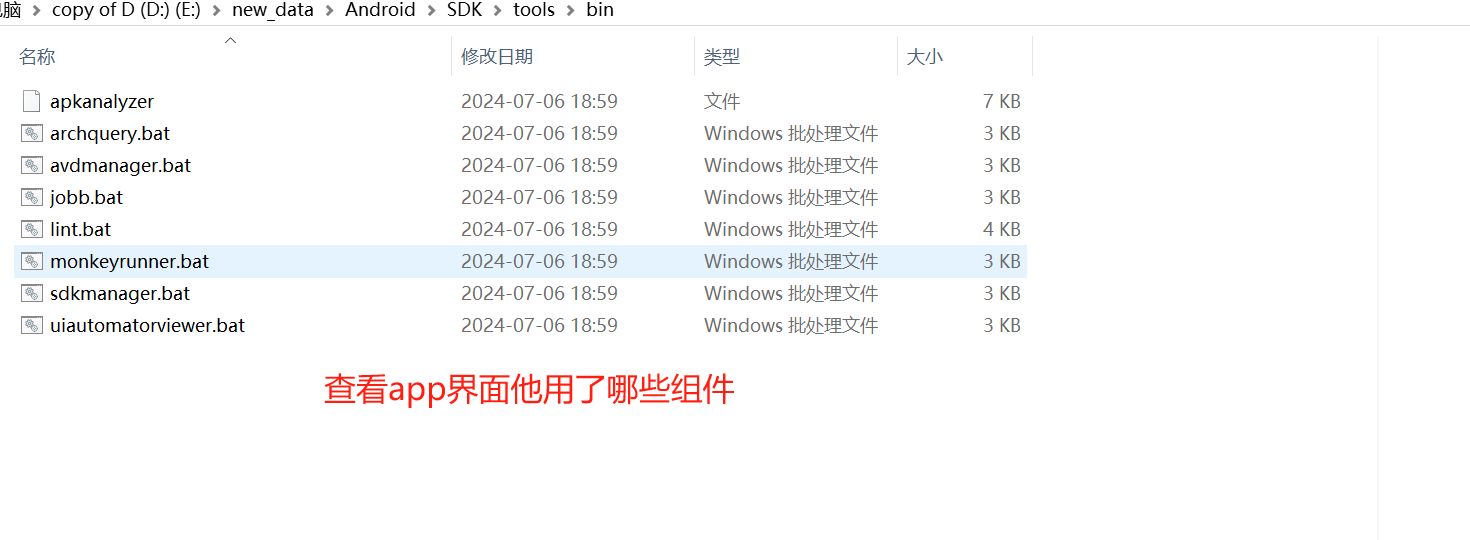 脑 > copy of D (D:) (E:) > new_data > Android > SDK > tools > bin
名称 修改日期 类型 大小
apkanalyzer 2024-07-06 18:59 文件 7 KB
archquery.bat 2024-07-06 18:59 Windows 批处理文件 3 KB
avdmanager.bat 2024-07-06 18:59 Windows 批处理文件 3 KB
jobb.bat 2024-07-06 18:59 Windows 批处理文件 3 KB
lint.bat 2024-07-06 18:59 Windows 批处理文件 4 KB
monkeyrunner.bat 2024-07-06 18:59 Windows 批处理文件 3 KB
sdkmanager.bat 2024-07-06 18:59 Windows 批处理文件 3 KB
uiautomatorviewer.bat 2024-07-06 18:59 Windows 批处理文件 3 KB
查看app界面他用了哪些组件